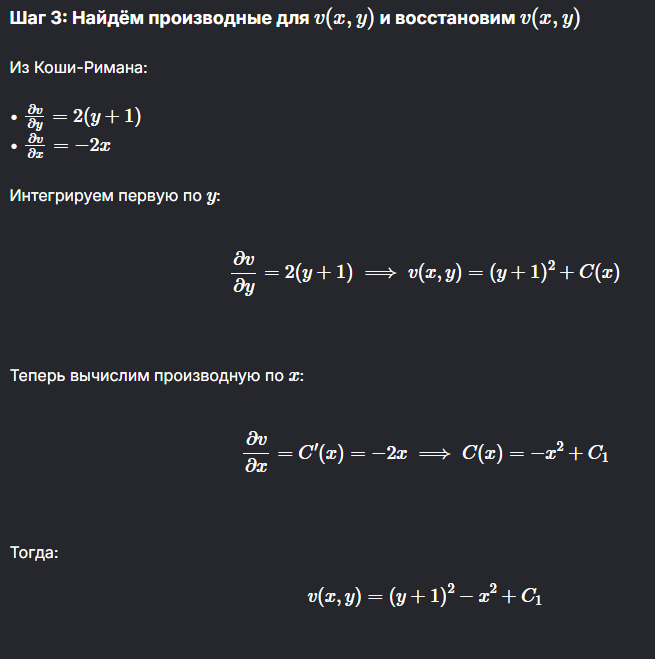 Шаг 3: Найдём производные для $v(x, y)$ и восстановим $v(x, y)$
Из Коши-Римана:
• $\frac{\partial v}{\partial y} = 2(y + 1)$
• $\frac{\partial v}{\partial x} = -2x$
Интегрируем первую по $y$:
$\frac{\partial v}{\partial y} = 2(y + 1) \implies v(x, y) = (y + 1)^2 + C(x)$
Теперь вычислим производную по $x$:
$\frac{\partial v}{\partial x} = C'(x) = -2x \implies C(x) = -x^2 + C_1$
Тогда:
$v(x, y) = (y + 1)^2 - x^2 + C_1$